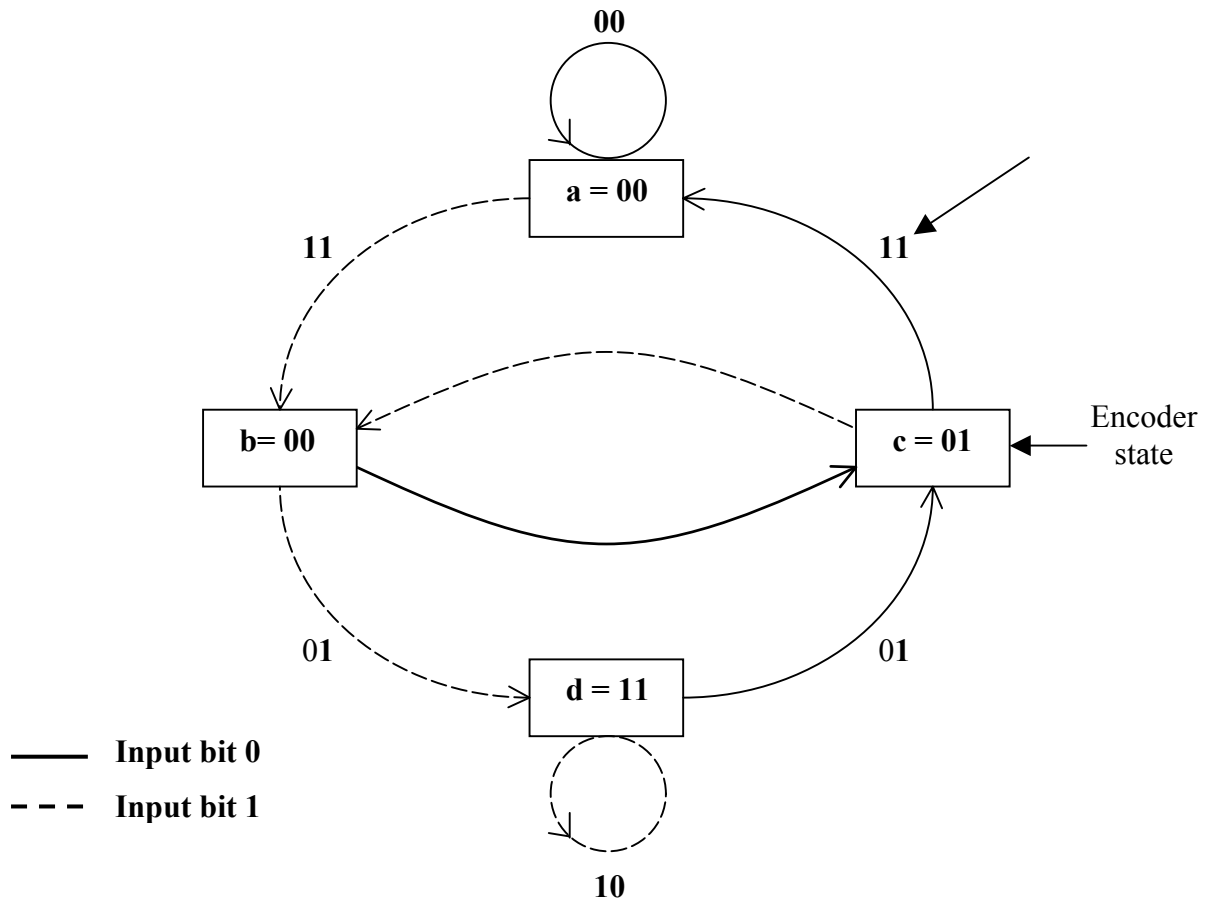 00
a = 00
11
11
b= 00
c = 01
Encoder
state
01
01
d = 11
Input bit 0
Input bit 1
10